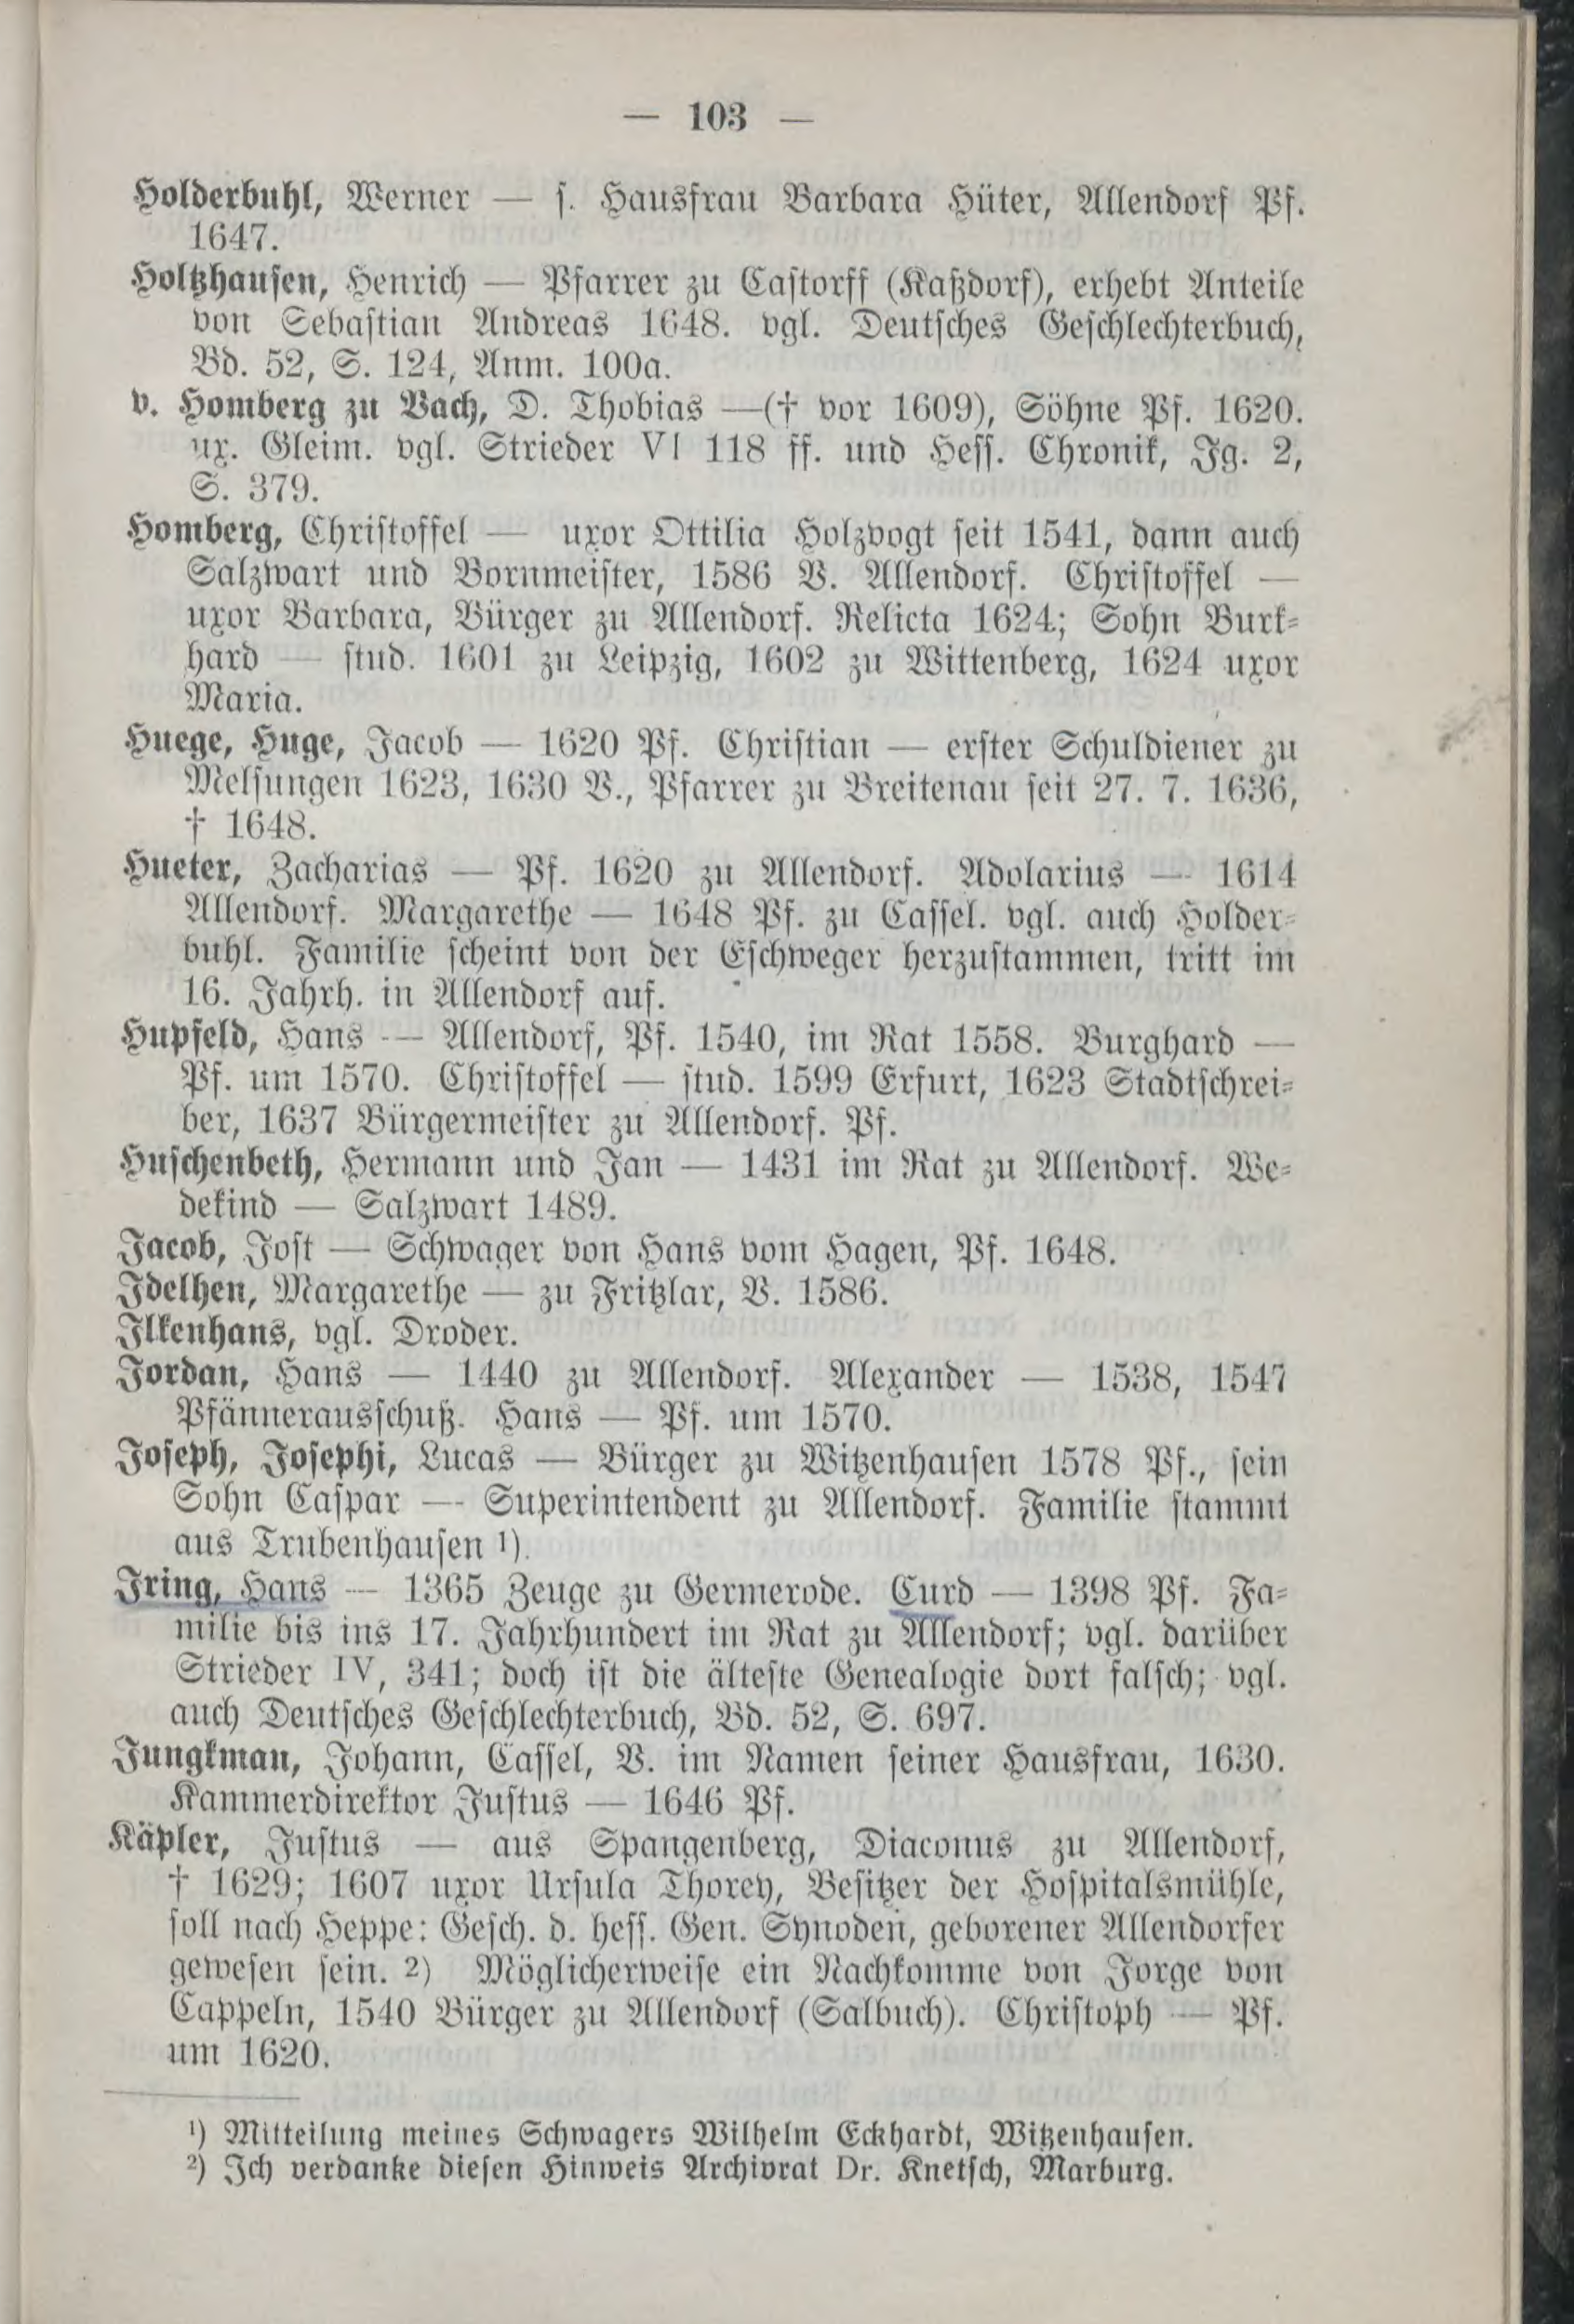 — 103 —
Holderbuhl, Werner — ſ. Hausfrau Barbara Hüter, Allendorf Pf.
1647.
Holtzhauſen, Henrich — Pfarrer zu Caſtorff (Kaßdorf), erhebt Anteile
von Sebaſtian Andreas 1648. vgl. Deutſches Geſchlechterbuch,
Bd. 52, S. 124, Anm. 100a.
v. Homberg zu Vach, D. Thobias —(† vor 1609), Söhne Pf. 1620.
ux. Gleim. vgl. Strieder VI 118 ff. und Heſſ. Chronik, Jg. 2,
S. 379.
Homberg, Chriſtoffel — uxor Ottilia Holzvogt ſeit 1541, dann auch
Salzwart und Bornmeiſter, 1586 V. Allendorf. Chriſtoffel —
uxor Barbara, Bürger zu Allendorf. Relicta 1624; Sohn Burk-
hard — ſtud. 1601 zu Leipzig, 1602 zu Wittenberg, 1624 uxor
Maria.
Huege, Huge, Jacob — 1620 Pf. Chriſtian — erſter Schuldiener zu
Melſungen 1623, 1630 V., Pfarrer zu Breitenau ſeit 27. 7. 1636,
† 1648.
Hueter, Zacharias — Pf. 1620 zu Allendorf. Adolarius — 1614
Allendorf. Margarethe — 1648 Pf. zu Caſſel. vgl. auch Holder-
buhl. Familie ſcheint von der Eſchweger herzuſtammen, tritt im
16. Jahrh. in Allendorf auf.
Hupfeld, Hans — Allendorf, Pf. 1540, im Rat 1558. Burghard —
Pf. um 1570. Chriſtoffel — ſtud. 1599 Erfurt, 1623 Stadtſchrei-
ber, 1637 Bürgermeiſter zu Allendorf. Pf.
Huſchenbeth, Hermann und Jan — 1431 im Rat zu Allendorf. We-
dekind — Salzwart 1489.
Jacob, Joſt — Schwager von Hans vom Hagen, Pf. 1648.
Idelhen, Margarethe — zu Fritzlar, V. 1586.
Ilkenhans, vgl. Droder.
Jordan, Hans — 1440 zu Allendorf. Alexander — 1538, 1547
Pfännerausſchuß. Hans — Pf. um 1570.
Joſeph, Joſephi, Lucas — Bürger zu Witzenhauſen 1578 Pf., ſein
Sohn Caſpar — Superintendent zu Allendorf. Familie ſtammt
aus Trubenhauſen ¹).
Iring, Hans — 1365 Zeuge zu Germerode. Curd — 1398 Pf. Fa-
milie bis ins 17. Jahrhundert im Rat zu Allendorf; vgl. darüber
Strieder IV, 341; doch iſt die älteſte Genealogie dort falſch; vgl.
auch Deutſches Geſchlechterbuch, Bd. 52, S. 697.
Jungkman, Johann, Caſſel, V. im Namen ſeiner Hausfrau, 1630.
Kammerdirektor Juſtus — 1646 Pf.
Käpler, Juſtus — aus Spangenberg, Diaconus zu Allendorf,
† 1629; 1607 uxor Urſula Thorey, Beſitzer der Hoſpitalsmühle,
ſoll nach Heppe: Geſch. d. heſſ. Gen. Synoden, geborener Allendorfer
geweſen ſein. ²) Möglicherweiſe ein Nachkomme von Jorge von
Cappeln, 1540 Bürger zu Allendorf (Salbuch). Chriſtoph — Pf.
um 1620.
¹) Mitteilung meines Schwagers Wilhelm Eckhardt, Witzenhauſen.
²) Ich verdanke dieſen Hinweis Archivrat Dr. Knetſch, Marburg.